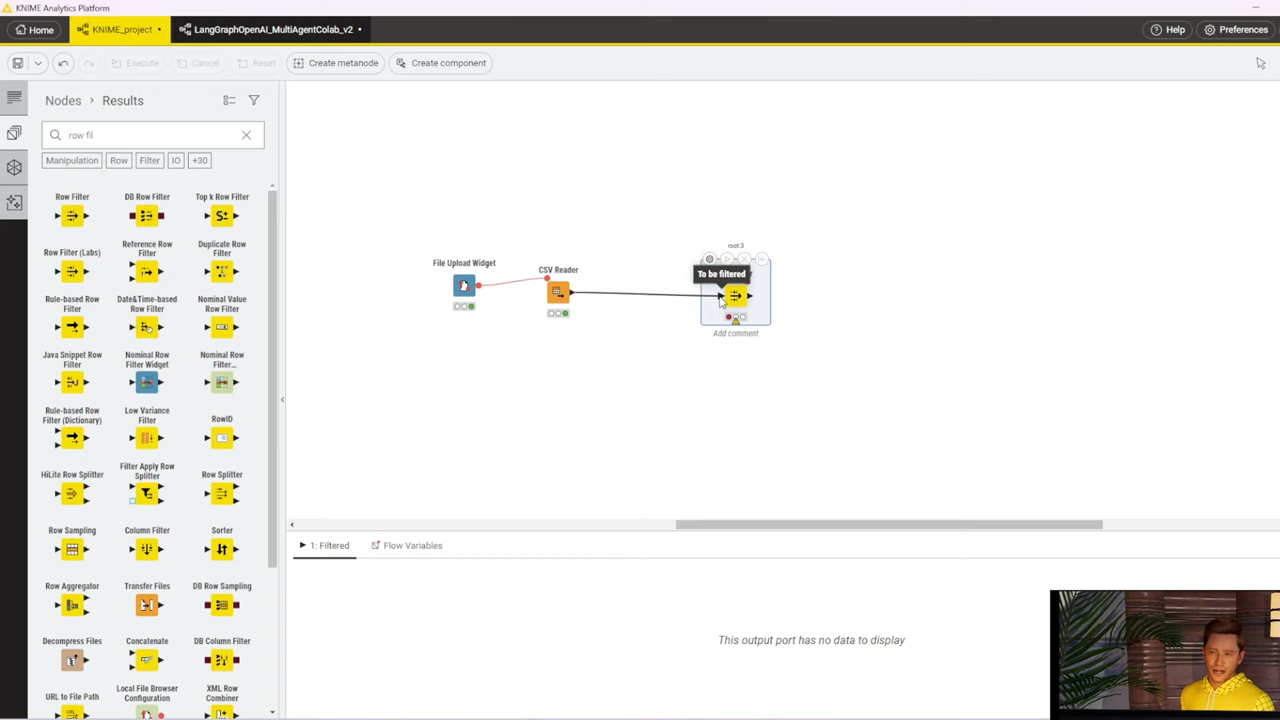 KNIME Analytics Platform
Home
KNIME_project
LangGraphOpenAI_MultiAgentColab_v2
Help
Preferences
Execute
Cancel
Reset
Create metanode
Create component
Nodes > Results
row fil
Manipulation
Row
Filter
IO
+30
Row Filter
DB Row Filter
Top k Row Filter
Row Filter (Labs)
Reference Row
Filter
Duplicate Row
Filter
Rule-based Row
Filter
Date&Time-based
Row Filter
Nominal Value
Row Filter
Java Snippet Row
Filter
Nominal Row
Filter Widget
Nominal Row
Filter...
Rule-based Row
Filter (Dictionary)
Low Variance
Filter
RowID
HiLite Row Splitter
Filter Apply Row
Splitter
Row Splitter
Row Sampling
Column Filter
Sorter
Row Aggregator
Transfer Files
DB Row Sampling
Decompress Files
Concatenate
DB Column Filter
URL to File Path
Local File Browser
Configuration
XML Row
Combiner
File Upload Widget
CSV Reader
root:3
To be filtered
Add comment
1: Filtered
Flow Variables
This output port has no data to display